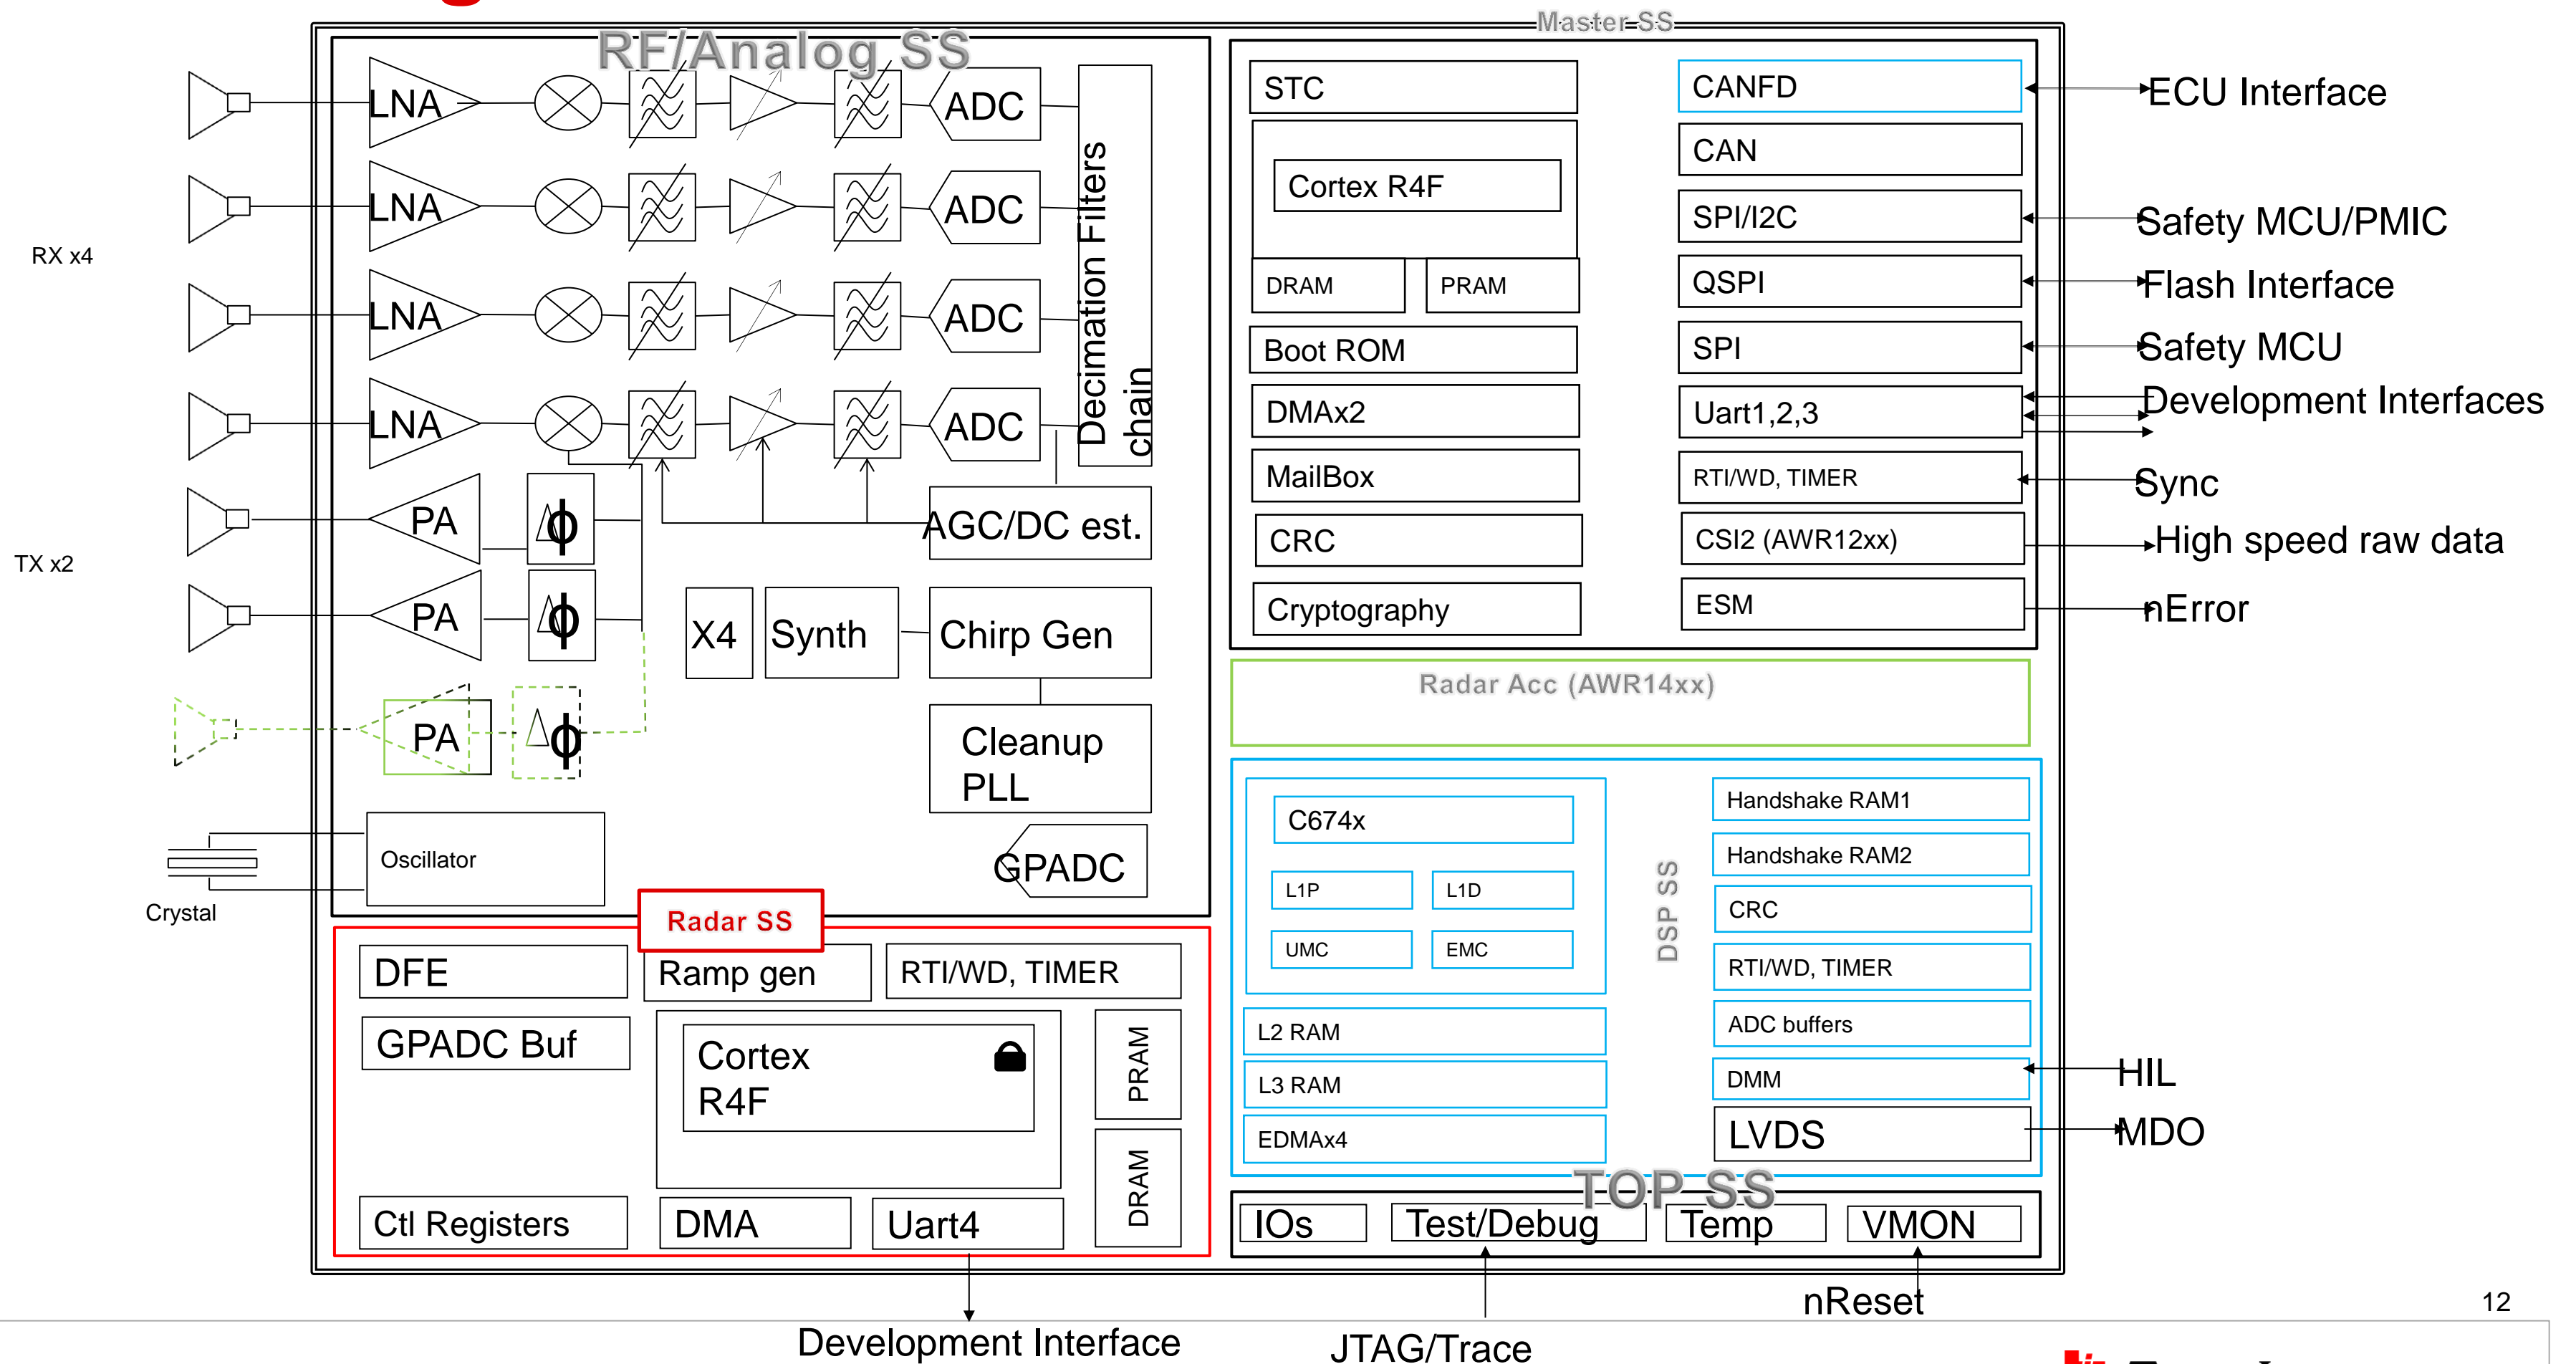 Master SS
RF/Analog SS
LNA
ADC
LNA
ADC
LNA
ADC
LNA
ADC
Decimation Filters
chain
RX x4
PA
Δϕ
AGC/DC est.
TX x2
PA
Δϕ
X4
Synth
Chirp Gen
PA
Δϕ
Cleanup
PLL
Oscillator
GPADC
Crystal
STC
Cortex R4F
DRAM
PRAM
Boot ROM
DMAx2
MailBox
CRC
Cryptography
CANFD
CAN
SPI/I2C
QSPI
SPI
Uart1,2,3
RTI/WD, TIMER
CSI2 (AWR12xx)
ESM
ECU Interface
Safety MCU/PMIC
Flash Interface
Safety MCU
Development Interfaces
Sync
High speed raw data
nError
Radar Acc (AWR14xx)
Radar SS
DFE
Ramp gen
RTI/WD, TIMER
GPADC Buf
Cortex
R4F
PRAM
DRAM
Ctl Registers
DMA
Uart4
C674x
L1P
L1D
UMC
EMC
L2 RAM
L3 RAM
EDMAx4
DSP SS
Handshake RAM1
Handshake RAM2
CRC
RTI/WD, TIMER
ADC buffers
DMM
LVDS
HIL
MDO
TOP SS
IOs
Test/Debug
Temp
VMON
nReset
Development Interface
JTAG/Trace
12